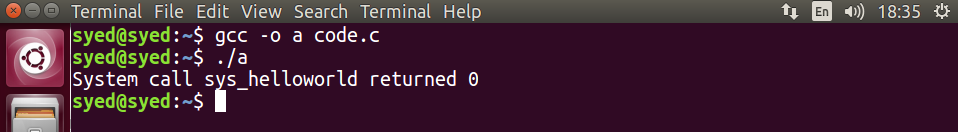 Terminal File Edit View Search Terminal Help En 18:35
syed@syed:~$ gcc -o a code.c
syed@syed:~$ ./a
System call sys_helloworld returned 0
syed@syed:~$